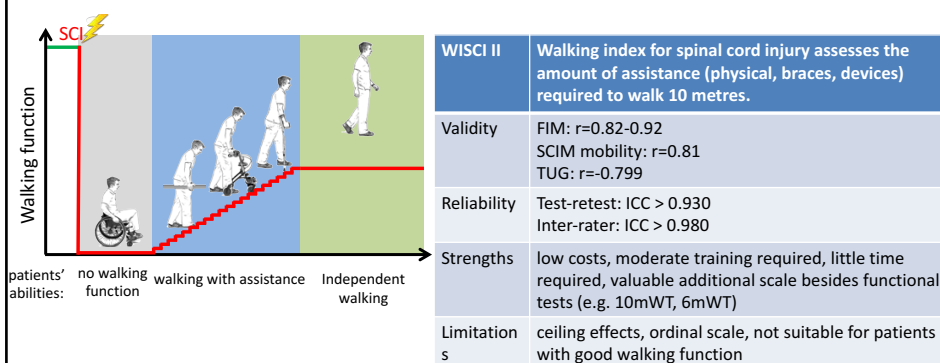 SCI
Walking function
patients'
abilities:
no walking
function
walking with assistance
Independent
walking
WISCI II
Walking index for spinal cord injury assesses the
amount of assistance (physical, braces, devices)
required to walk 10 metres.
Validity
FIM: r=0.82-0.92
SCIM mobility: r=0.81
TUG: r=-0.799
Reliability
Test-retest: ICC > 0.930
Inter-rater: ICC > 0.980
Strengths
low costs, moderate training required, little time
required, valuable additional scale besides functional
tests (e.g. 10mWT, 6mWT)
Limitation
s
ceiling effects, ordinal scale, not suitable for patients
with good walking function